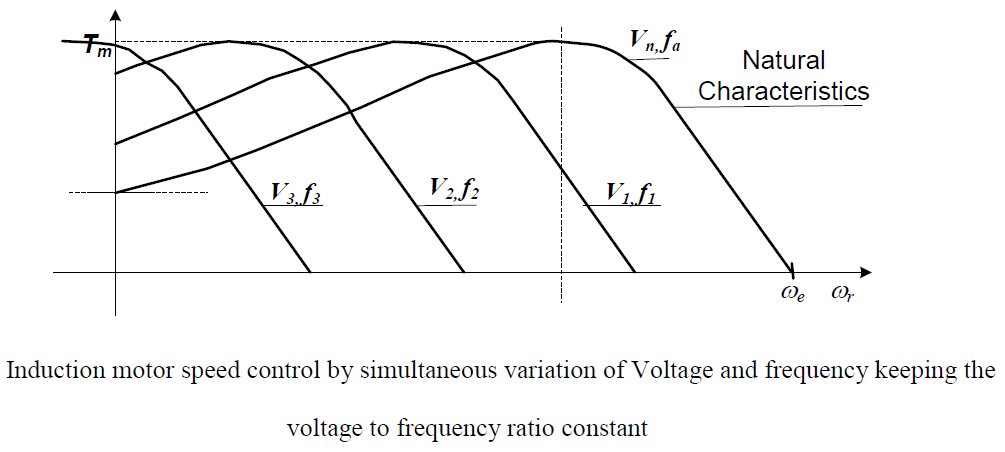 Tm
Vn,fa
Natural
Characteristics
V3,f3
V2,f2
V1,f1
ωe
ωr
Induction motor speed control by simultaneous variation of Voltage and frequency keeping the
voltage to frequency ratio constant